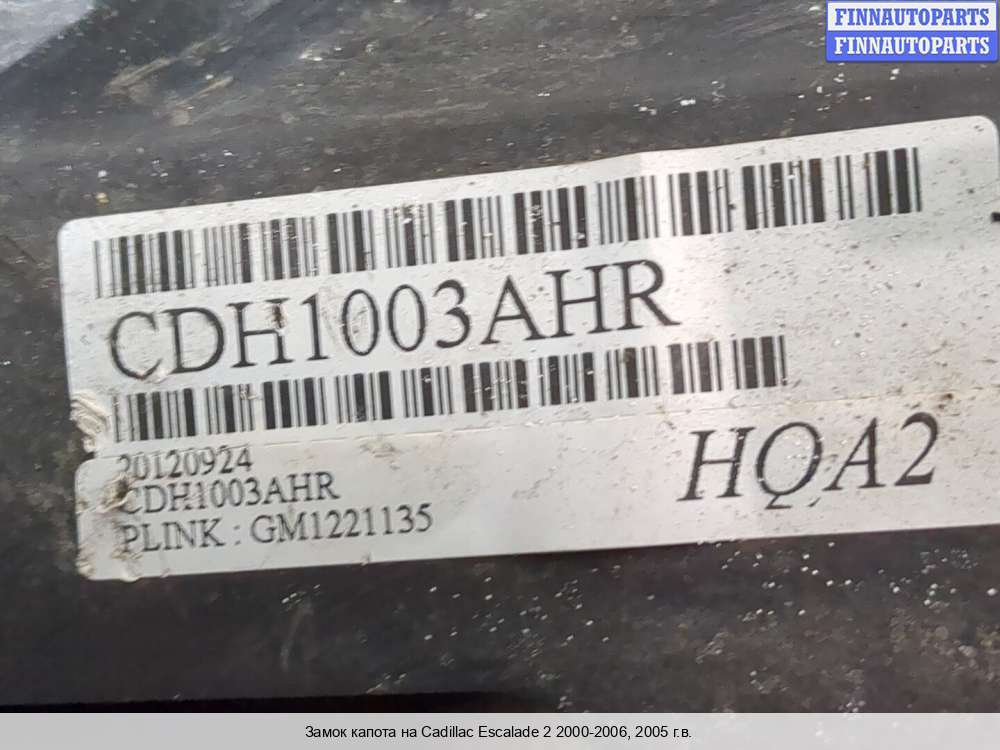 FINNAUTOPARTS
FINNAUTOPARTS
CDH1003AHR
20120924
CDH1003AHR
PLINK : GM1221135
HQA2
Замок капота на Cadillac Escalade 2 2000-2006, 2005 г.в.